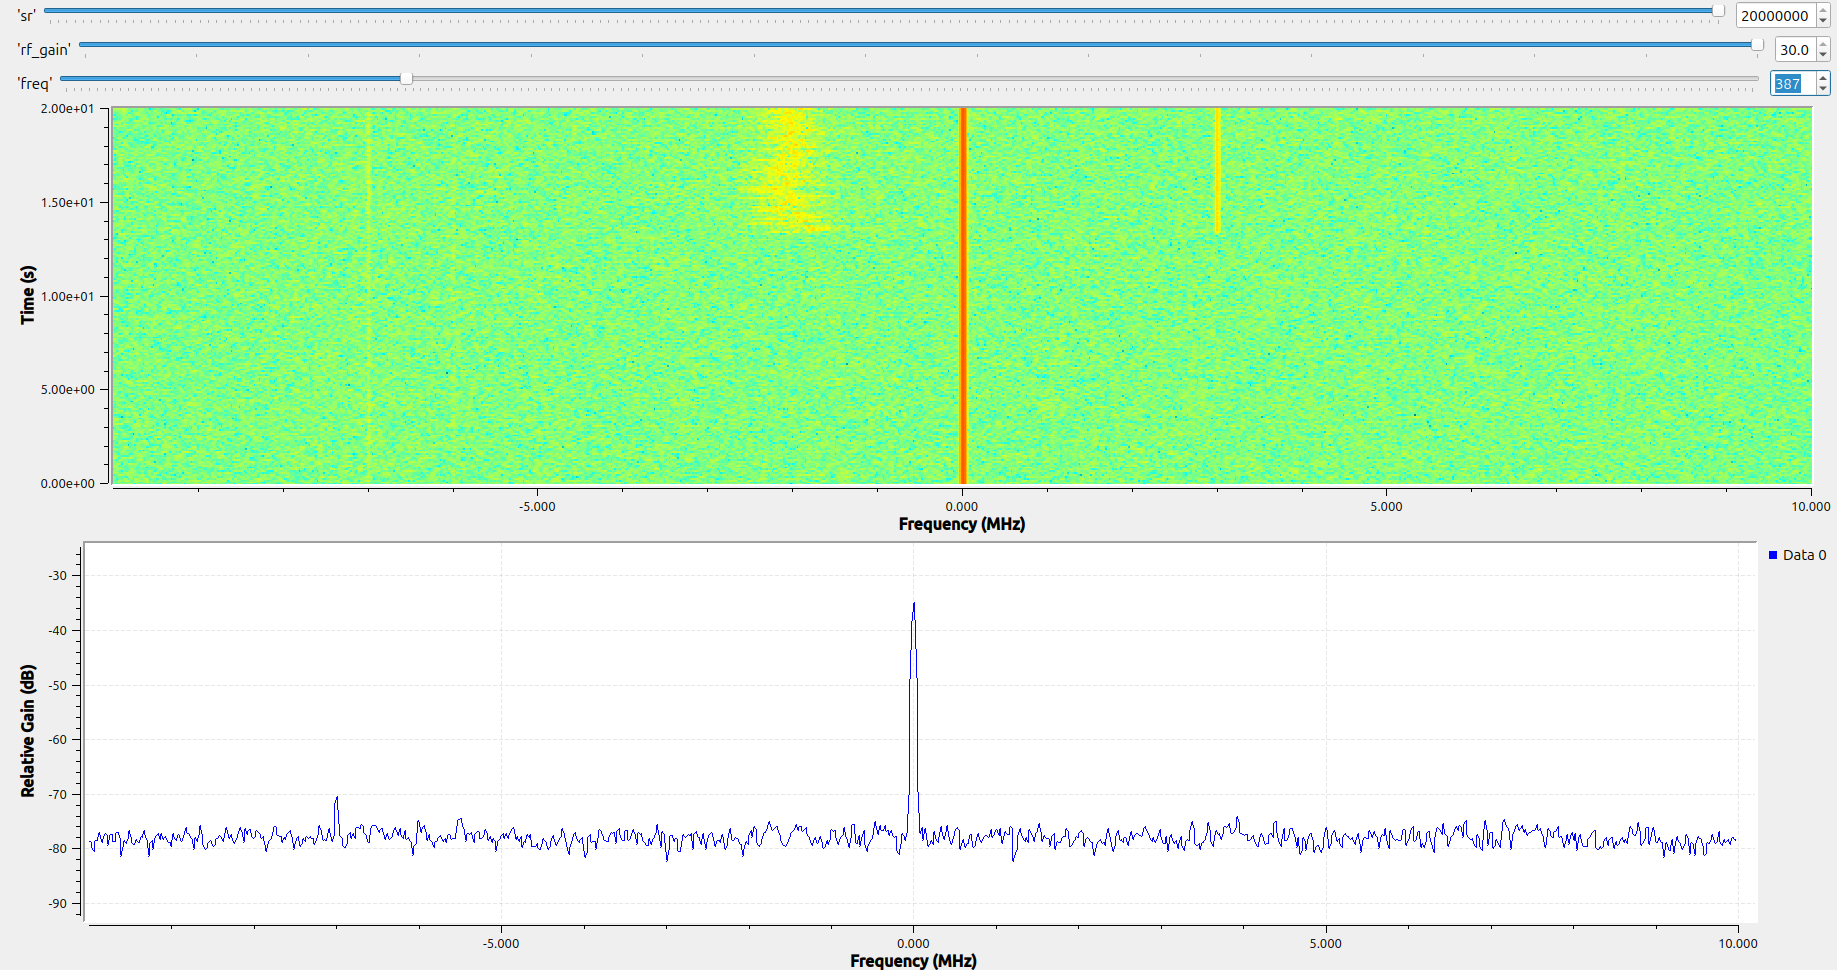 'sr' 20000000
'rf_gain' 30.0
'freq' 387
2.00e+01
1.50e+01
1.00e+01
5.00e+00
0.00e+00
Time (s)
-5.000 0.000 5.000 10.000
Frequency (MHz)
Data 0
-30
-40
-50
-60
-70
-80
-90
Relative Gain (dB)
-5.000 0.000 5.000 10.000
Frequency (MHz)